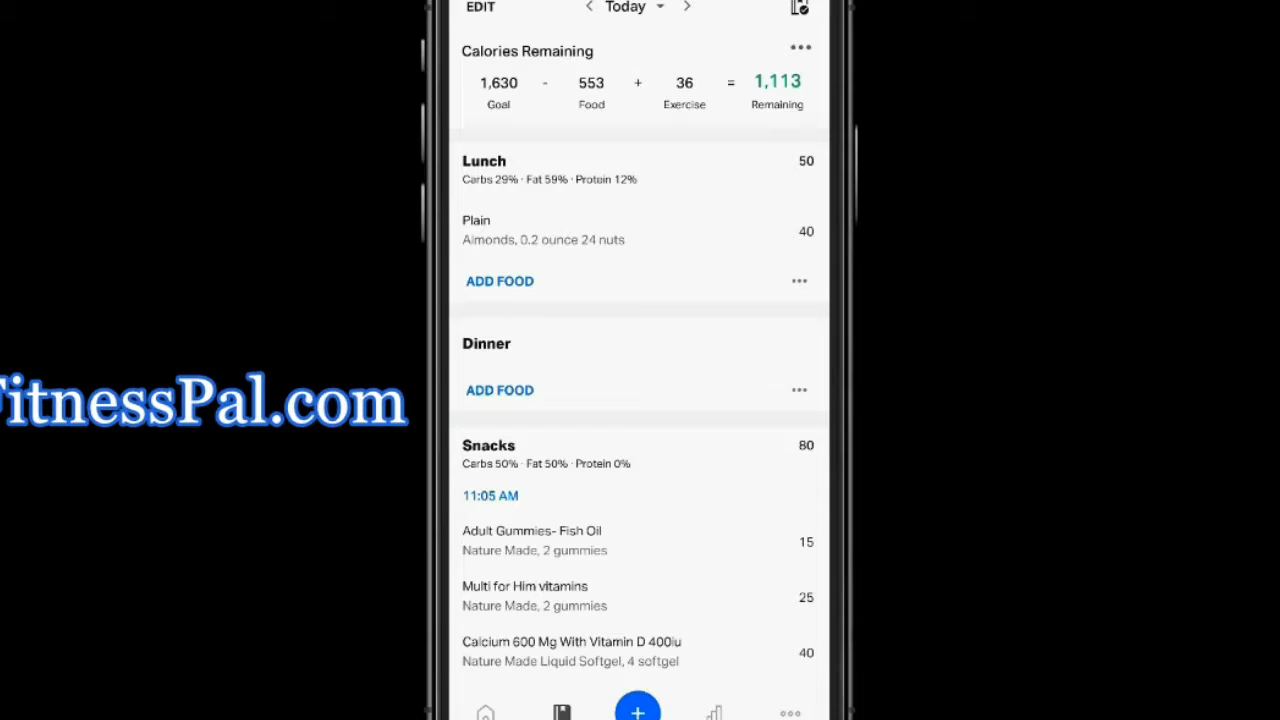 EDIT
Today
Calories Remaining
1,630 - 553 + 36 = 1,113
Goal Food Exercise Remaining
Lunch 50
Carbs 29% · Fat 59% · Protein 12%
Plain
Almonds, 0.2 ounce 24 nuts 40
ADD FOOD
Dinner
ADD FOOD
FitnessPal.com
Snacks 80
Carbs 50% · Fat 50% · Protein 0%
11:05 AM
Adult Gummies- Fish Oil
Nature Made, 2 gummies 15
Multi for Him vitamins
Nature Made, 2 gummies 25
Calcium 600 Mg With Vitamin D 400iu
Nature Made Liquid Softgel, 4 softgel 40